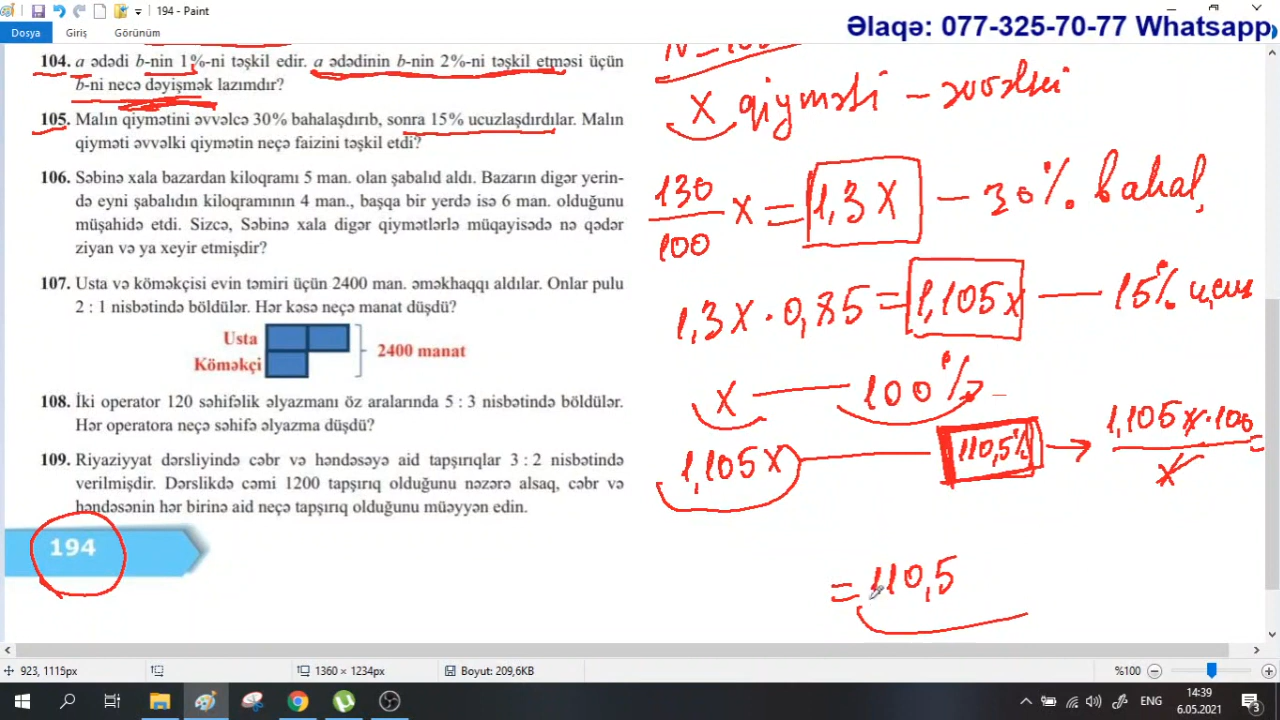 194 - Paint
Əlaqə: 077-325-70-77 Whatsapp
Dosya Giriş Görünüm
104. a ədədi b-nin 1%-ni təşkil edir. a ədədinin b-nin 2%-ni təşkil etməsi üçün
b-ni necə dəyişmək lazımdır?
105. Malın qiymətini əvvəlcə 30% bahalaşdırıb, sonra 15% ucuzlaşdırdılar. Malın
qiyməti əvvəlki qiymətin neçə faizini təşkil etdi?
106. Səbinə xala bazardan kiloqramı 5 man. olan şabalıd aldı. Bazarın digər yerin-
də eyni şabalıdın kiloqramının 4 man., başqa bir yerdə isə 6 man. olduğunu
müşahidə etdi. Sizcə, Səbinə xala digər qiymətlərlə müqayisədə nə qədər
ziyan və ya xeyir etmişdir?
107. Usta və köməkçisi evin təmiri üçün 2400 man. əməkhaqqı aldılar. Onlar pulu
2 : 1 nisbətində böldülər. Hər kəsə neçə manat düşdü?
Usta
Köməkçi
2400 manat
108. İki operator 120 səhifəlik əlyazmanı öz aralarında 5 : 3 nisbətində böldülər.
Hər operatora neçə səhifə əlyazma düşdü?
109. Riyaziyyat dərsliyində cəbr və həndəsəyə aid tapşırıqlar 3 : 2 nisbətində
verilmişdir. Dərslikdə cəmi 1200 tapşırıq olduğunu nəzərə alsaq, cəbr və
həndəsənin hər birinə aid neçə tapşırıq olduğunu müəyyən edin.
194
x qiyməti – əvvəlki
130/100 x = 1,3x – 30% bahal,
1,3x · 0,85 = 1,105x — 15% ucuz
x — 100%
1,105x — 110,5% → 1,105x·100/x =
= 110,5
923, 1115px 1360 × 1234px Boyut: 209,6KB %100
ENG 14:39
6.05.2021 3